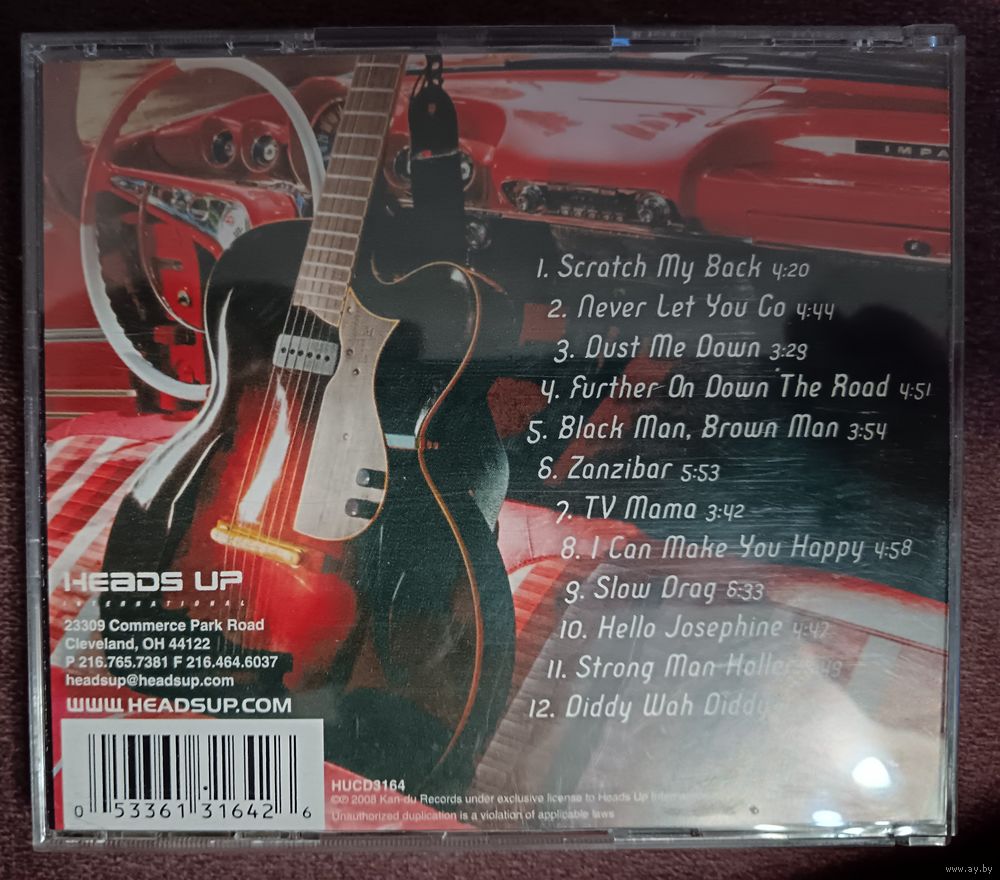 IMPA
1. Scratch My Back 4:20
2. Never Let You Go 4:44
3. Dust Me Down 3:29
4. Further On Down The Road 4:51
5. Black Man, Brown Man 3:54
6. Zanzibar 5:53
7. TV Mama 3:42
8. I Can Make You Happy 4:58
9. Slow Drag 6:33
10. Hello Josephine 4:47
11. Strong Man Holler
12. Diddy Wah Diddy
HEADS UP
INTERNATIONAL
23309 Commerce Park Road
Cleveland, OH 44122
P 216.765.7381 F 216.464.6037
headsup@headsup.com
WWW.HEADSUP.COM
0 53361 31642 6
HUCD3164
©℗ 2008 Kan-du Records under exclusive license to Heads Up
Unauthorized duplication is a violation of applicable laws
www.ay.by